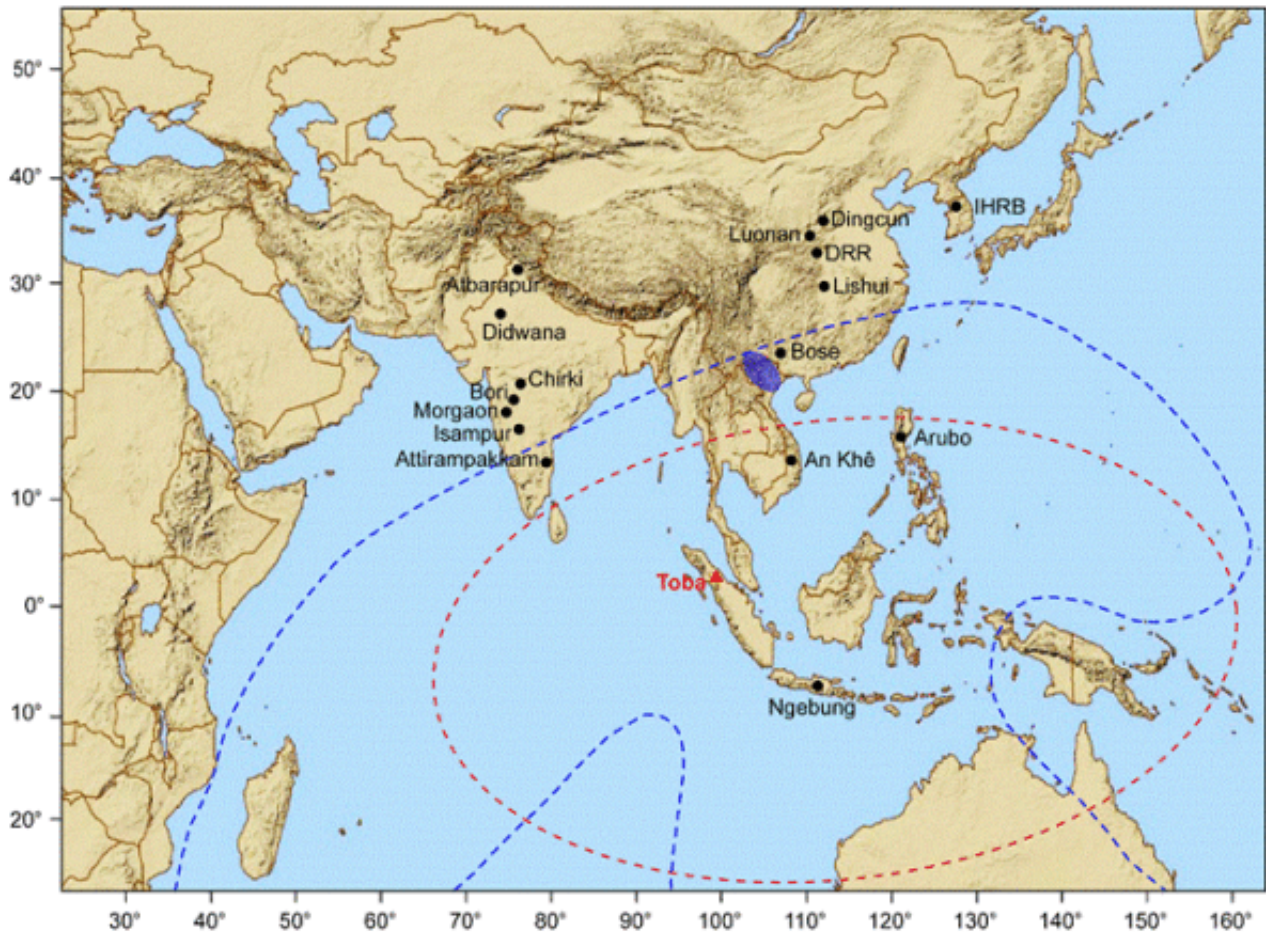 50°
40°
IHRB
Dingcun
Luonan
DRR
30°
Atbarapur
Lishui
Didwana
Bose
20°
Chirki
Bori
Morgaon
Isampur
Arubo
Attirampakkam
An Khê
10°
Toba
0°
Ngebung
10°
20°
30° 40° 50° 60° 70° 80° 90° 100° 110° 120° 130° 140° 150° 160°